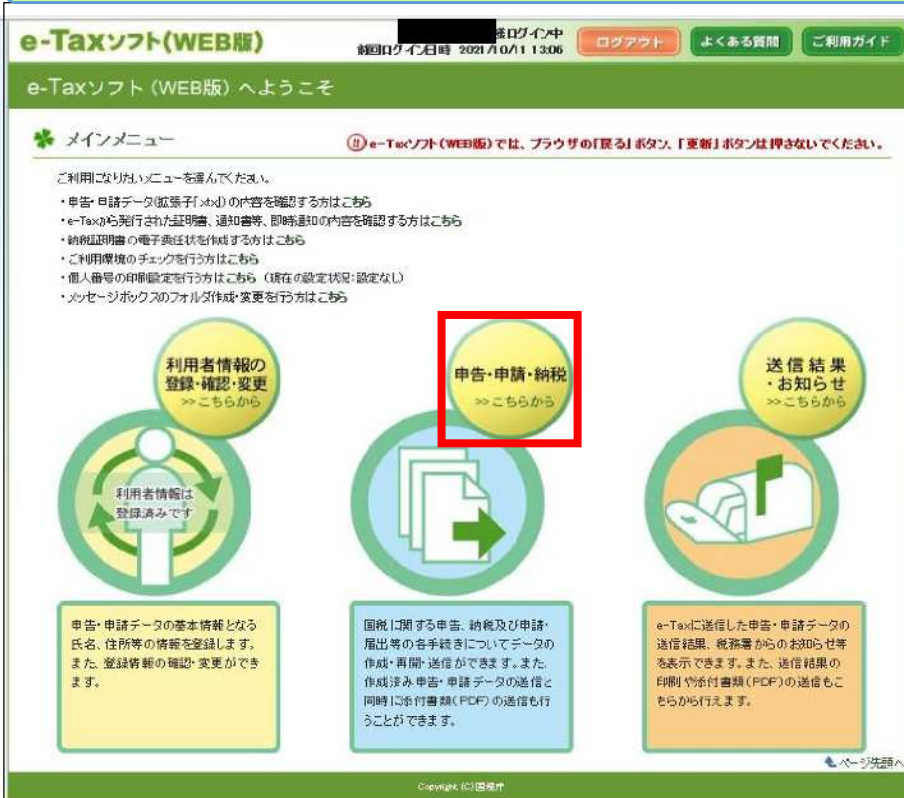 e-Taxソフト(WEB版)
様ログイン中
前回ログイン日時 2021/10/11 13:06
ログアウト
よくある質問
ご利用ガイド
e-Taxソフト(WEB版)へようこそ
メインメニュー
e-Taxソフト(WEB版)では、ブラウザの「戻る」ボタン、「更新」ボタンは押さないでください。
ご利用になりたいメニューを選んでください。
・申告・申請データ(拡張子「.xtx」)の内容を確認する方はこちら
・e-Taxから発行された証明書、通知書等、即時通知の内容を確認する方はこちら
・納税証明書の電子委任状を作成する方はこちら
・ご利用環境のチェックを行う方はこちら
・個人番号の印刷設定を行う方はこちら (現在の設定状況:設定なし)
・メッセージボックスのフォルダ作成・変更を行う方はこちら
利用者情報の
登録・確認・変更
>>こちらから
利用者情報は
登録済みです
申告・申請データの基本情報となる
氏名、住所等の情報を登録します。
また、登録情報の確認・変更ができ
ます。
申告・申請・納税
>>こちらから
国税に関する申告、納税及び申請・
届出等の各手続きについてデータの
作成・再開・送信ができます。また、
作成済み申告・申請データの送信と
同時に添付書類(PDF)の送信も行
うことができます。
送信結果
・お知らせ
>>こちらから
e-Taxに送信した申告・申請データの
送信結果、税務署からのお知らせ等
を表示できます。また、送信結果の
印刷や添付書類(PDF)の送信もこ
ちらから行えます。
ページ先頭へ
Copyright (C)国税庁